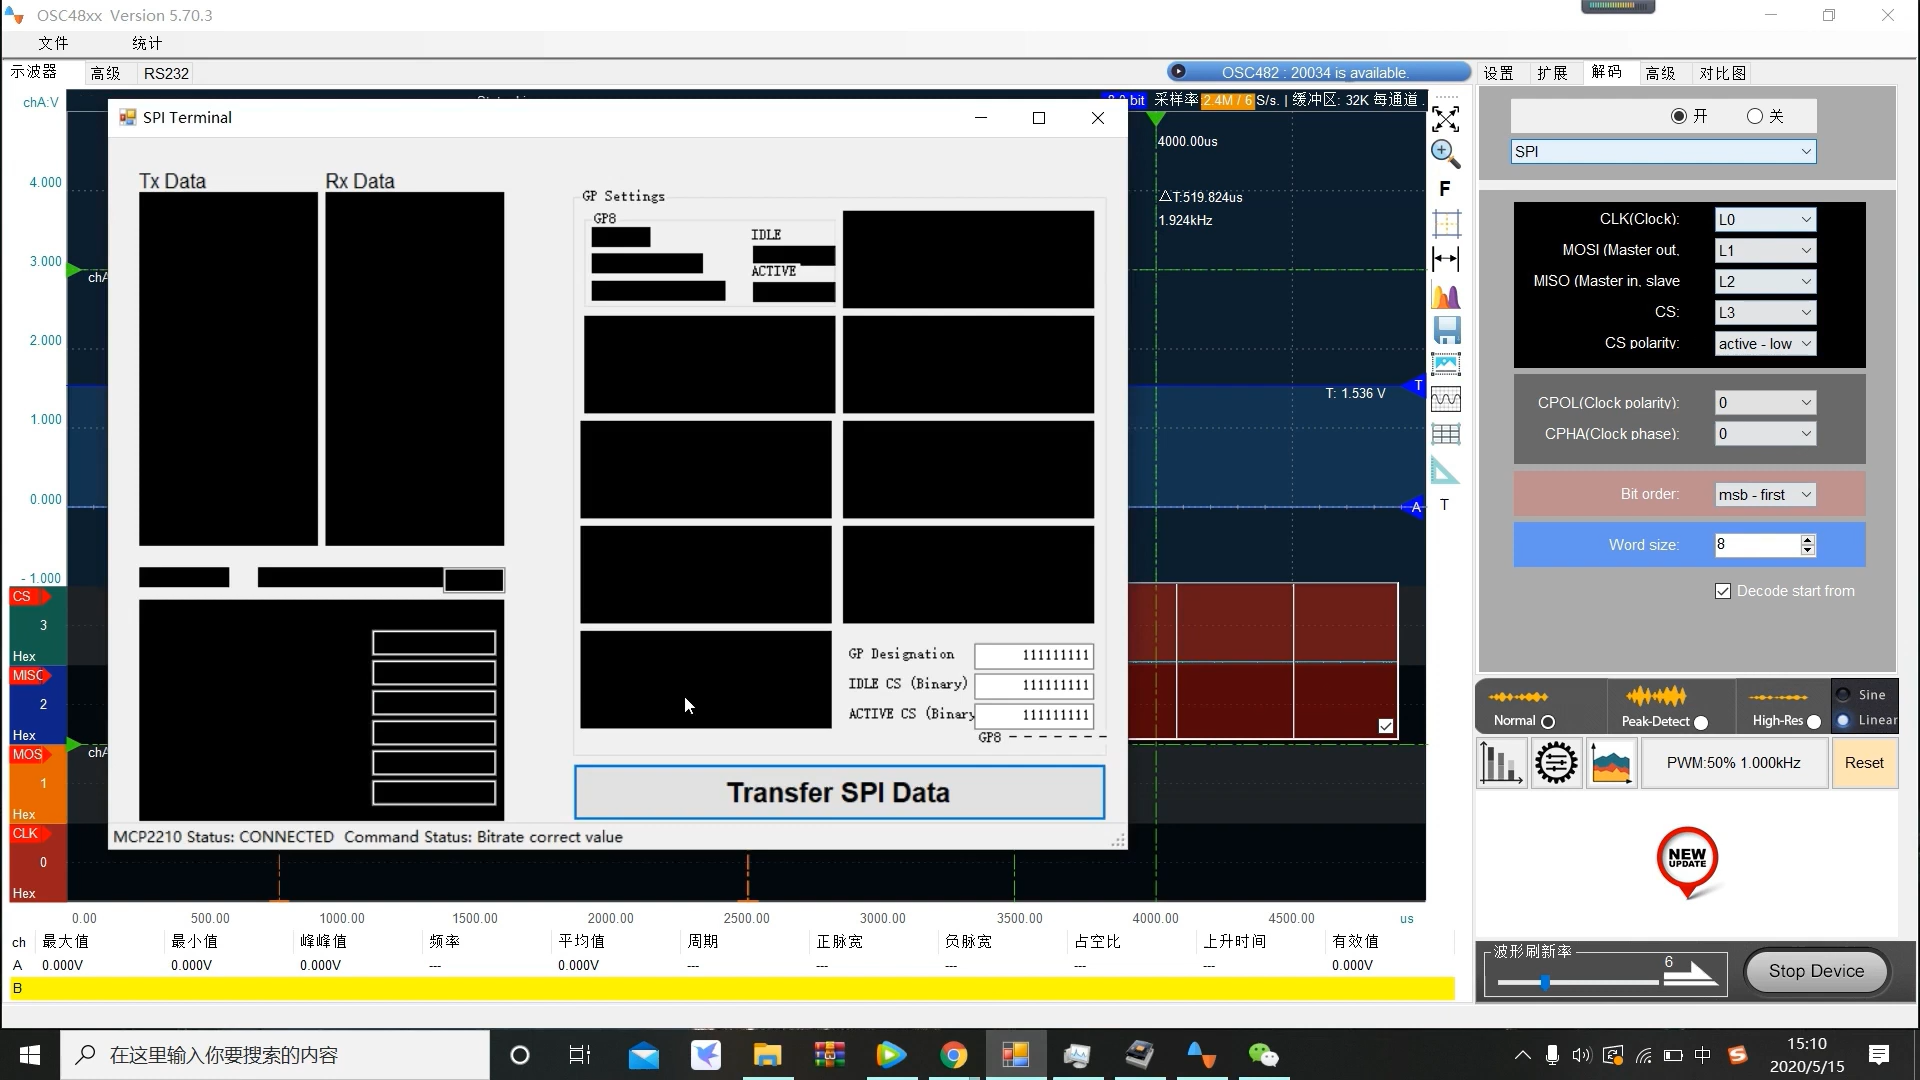 OSC48xx Version 5.70.3
文件 统计
示波器 高级 RS232
OSC482 : 20034 is available.
设置 扩展 解码 高级 对比图
chA:V
采样率 2.4M / 6 S/s. | 缓冲区: 32K 每通道
SPI Terminal
开 关
SPI
4000.00us
△T:519.824us
1.924kHz
F
4.000
3.000
2.000
1.000
0.000
- 1.000
Tx Data Rx Data
GP Settings
GP8
IDLE
ACTIVE
chA
T
T: 1.536 V
A
T
CLK(Clock): L0
MOSI (Master out, L1
MISO (Master in, slave L2
CS: L3
CS polarity: active - low
CPOL(Clock polarity): 0
CPHA(Clock phase): 0
Bit order: msb - first
Word size: 8
Decode start from
CS
3
Hex
MISO
2
Hex
MOS
1
Hex
CLK
0
Hex
chA
GP Designation 111111111
IDLE CS (Binary) 111111111
ACTIVE CS (Binary 111111111
GP8 - - - - - - -
Transfer SPI Data
MCP2210 Status: CONNECTED Command Status: Bitrate correct value
Normal Peak-Detect High-Res Sine
Linear
PWM:50% 1.000kHz Reset
NEW
UPDATE
0.00 500.00 1000.00 1500.00 2000.00 2500.00 3000.00 3500.00 4000.00 4500.00 us
ch 最大值 最小值 峰峰值 频率 平均值 周期 正脉宽 负脉宽 占空比 上升时间 有效值
A 0.000V 0.000V 0.000V --- 0.000V --- --- --- --- --- 0.000V
B
波形刷新率
6
Stop Device
在这里输入你要搜索的内容
中
15:10
2020/5/15